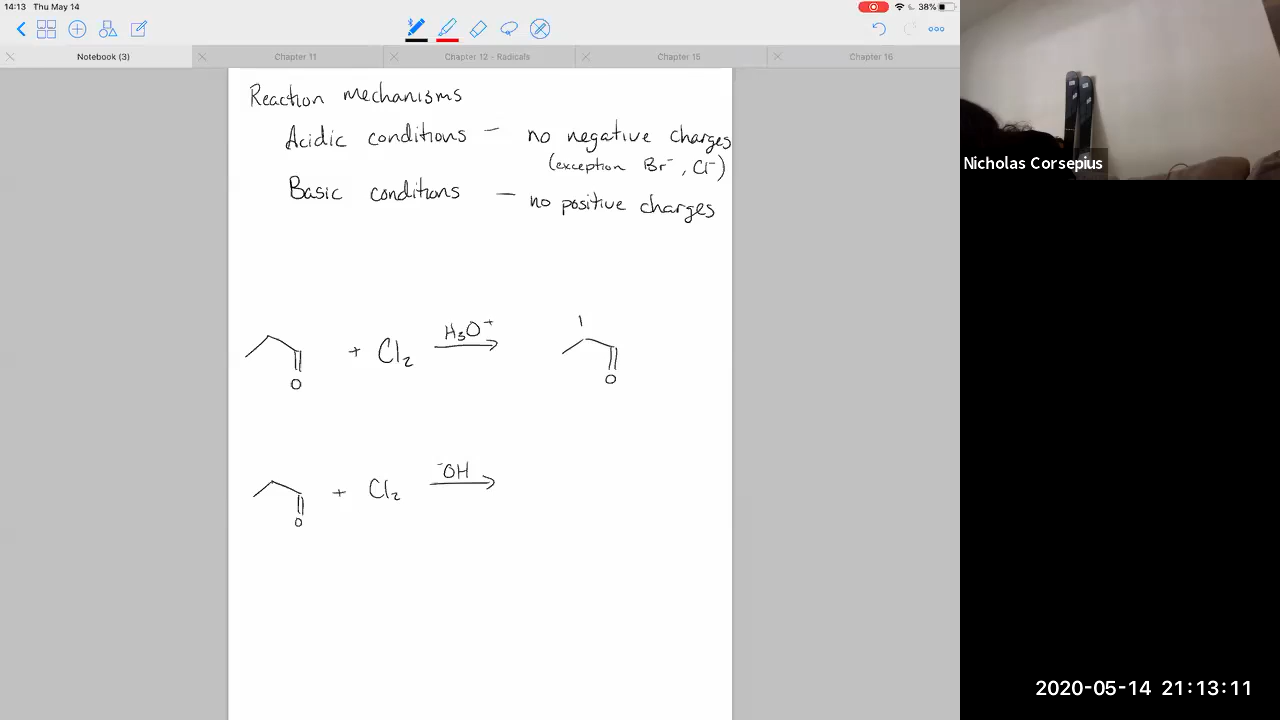 14:13 Thu May 14
38%
Notebook (3)
Chapter 11
Chapter 12 - Radicals
Chapter 15
Chapter 16
Reaction mechanisms
Acidic conditions – no negative charges
(exception Br⁻, Cl⁻)
Basic conditions – no positive charges
O + Cl₂ H₃O⁺ O
O + Cl₂ ⁻OH
Nicholas Corsepius
2020-05-14 21:13:11